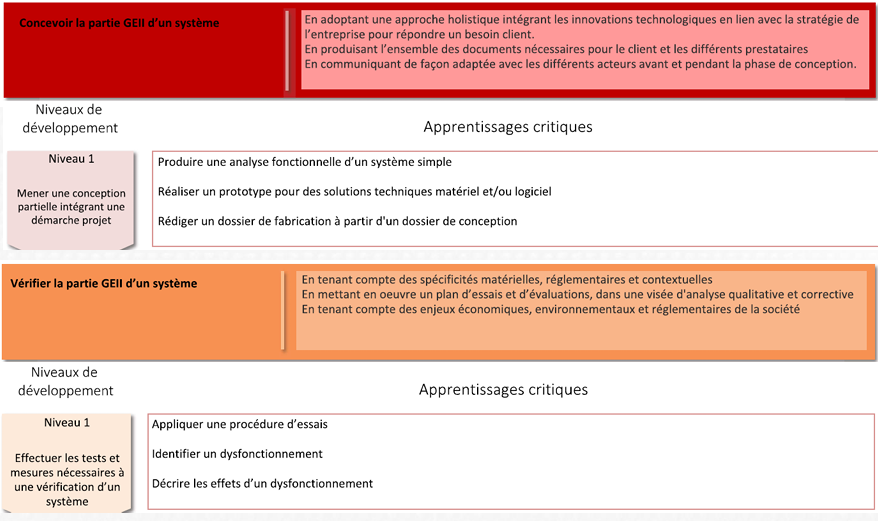 Concevoir la partie GEII d’un système
En adoptant une approche holistique intégrant les innovations technologiques en lien avec la stratégie de
l’entreprise pour répondre un besoin client.
En produisant l’ensemble des documents nécessaires pour le client et les différents prestataires
En communiquant de façon adaptée avec les différents acteurs avant et pendant la phase de conception.
Niveaux de
développement
Apprentissages critiques
Niveau 1
Mener une conception
partielle intégrant une
démarche projet
Produire une analyse fonctionnelle d’un système simple
Réaliser un prototype pour des solutions techniques matériel et/ou logiciel
Rédiger un dossier de fabrication à partir d'un dossier de conception
Vérifier la partie GEII d’un système
En tenant compte des spécificités matérielles, réglementaires et contextuelles
En mettant en oeuvre un plan d’essais et d’évaluations, dans une visée d'analyse qualitative et corrective
En tenant compte des enjeux économiques, environnementaux et réglementaires de la société
Niveaux de
développement
Apprentissages critiques
Niveau 1
Effectuer les tests et
mesures nécessaires à
une vérification d’un
système
Appliquer une procédure d’essais
Identifier un dysfonctionnement
Décrire les effets d’un dysfonctionnement